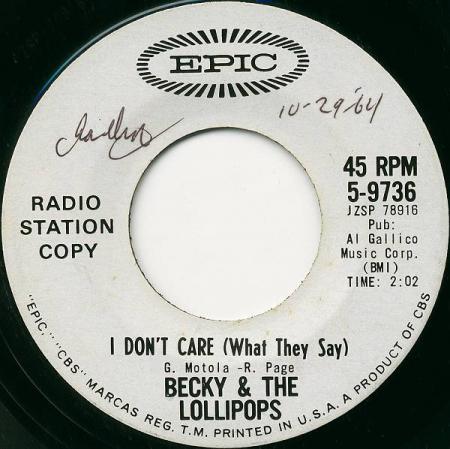 EPIC
10-29-64
45 RPM
5-9736
JZSP 78916
Pub:
Al Gallico
Music Corp.
(BMI)
TIME: 2:02
RADIO
STATION
COPY
I DON'T CARE (What They Say)
G. Motola -R. Page
BECKY & THE
LOLLIPOPS
"EPIC," "CBS" MARCAS REG. T.M. PRINTED IN U.S.A. A PRODUCT OF CBS